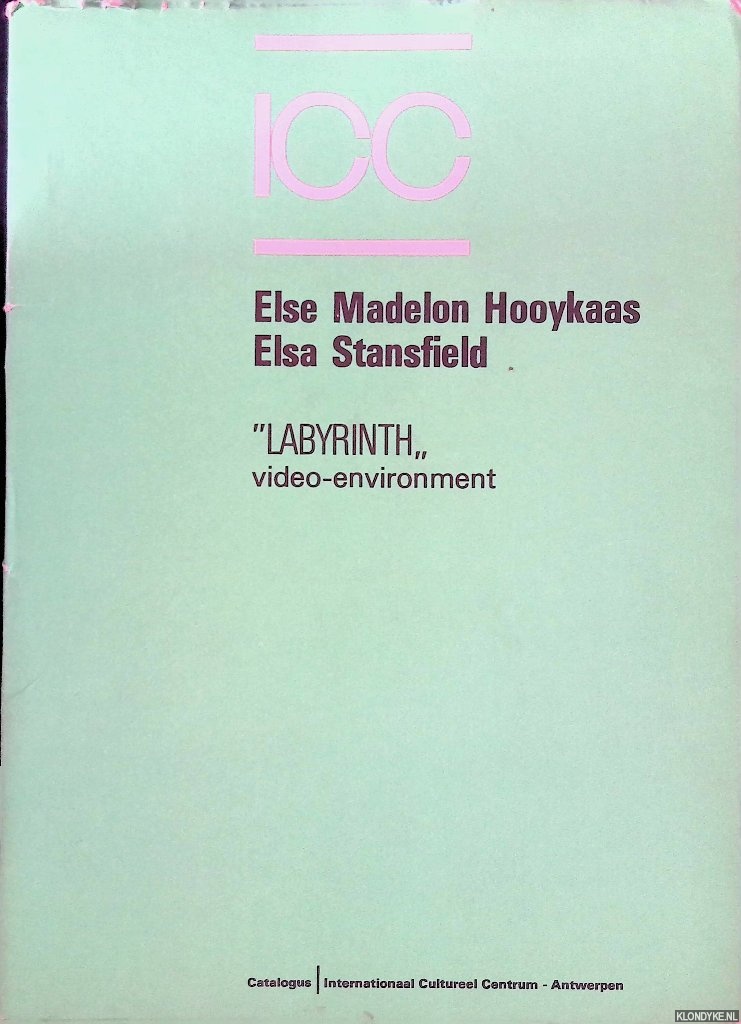 ICC
Else Madelon Hooykaas
Elsa Stansfield
”LABYRINTH„
video-environment
Catalogus | Internationaal Cultureel Centrum - Antwerpen
KLONDYKE.NL